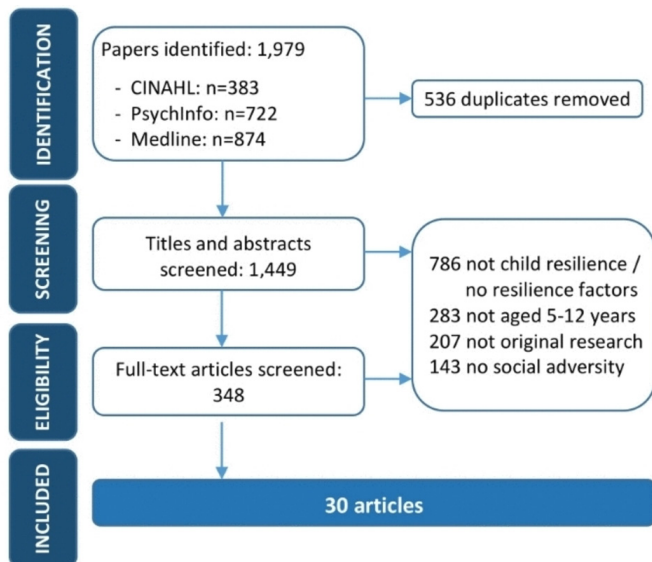 IDENTIFICATION
Papers identified: 1,979
- CINAHL: n=383
- PsychInfo: n=722
- Medline: n=874
536 duplicates removed
SCREENING
Titles and abstracts
screened: 1,449
786 not child resilience /
no resilience factors
283 not aged 5-12 years
207 not original research
143 no social adversity
ELIGIBILITY
Full-text articles screened:
348
INCLUDED
30 articles